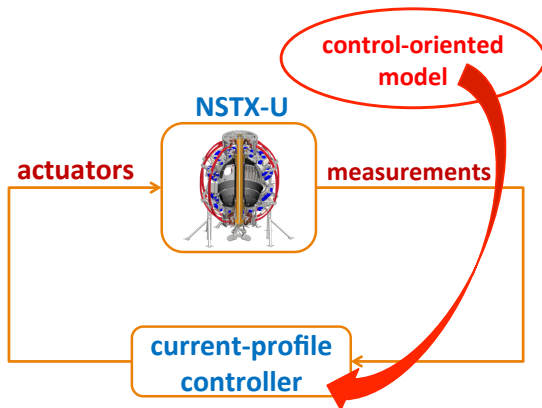 control-oriented
model
NSTX-U
actuators
measurements
current-profile
controller